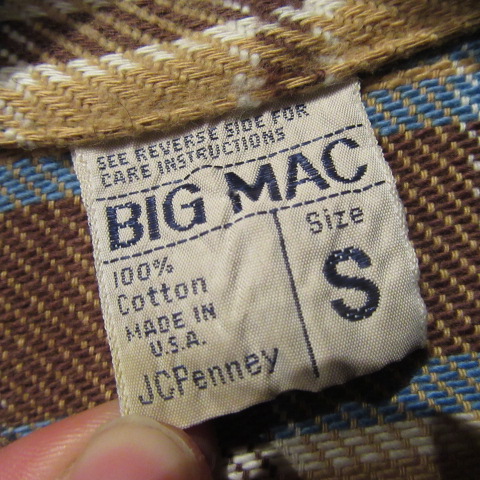 SEE REVERSE SIDE FOR
CARE INSTRUCTIONS
BIG MAC
100%
Cotton
MADE IN
U.S.A.
JCPenney
Size
S